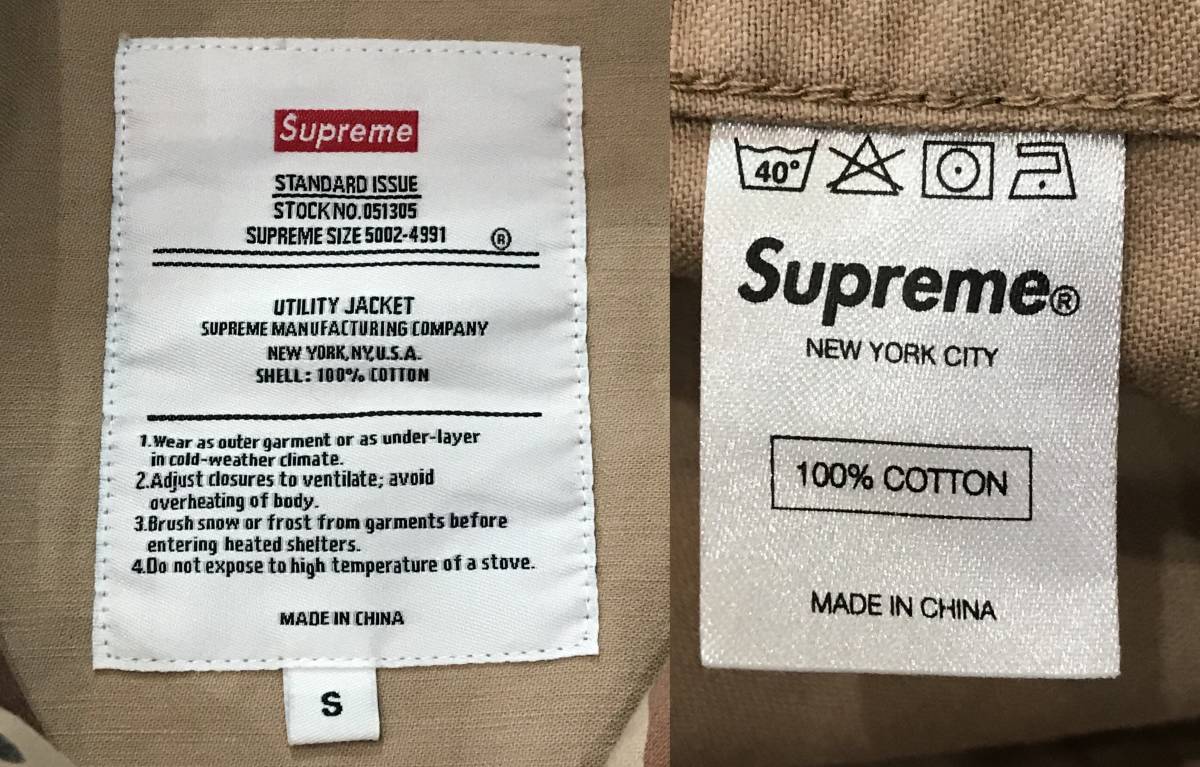 Supreme
STANDARD ISSUE
STOCK NO. 051305
SUPREME SIZE 5002-4991 ®
UTILITY JACKET
SUPREME MANUFACTURING COMPANY
NEW YORK, NY, U.S.A.
SHELL: 100% COTTON
1.Wear as outer garment or as under-layer
in cold-weather climate.
2.Adjust closures to ventilate; avoid
overheating of body.
3.Brush snow or frost from garments before
entering heated shelters.
4.Do not expose to high temperature of a stove.
MADE IN CHINA
S
40°
Supreme®
NEW YORK CITY
100% COTTON
MADE IN CHINA